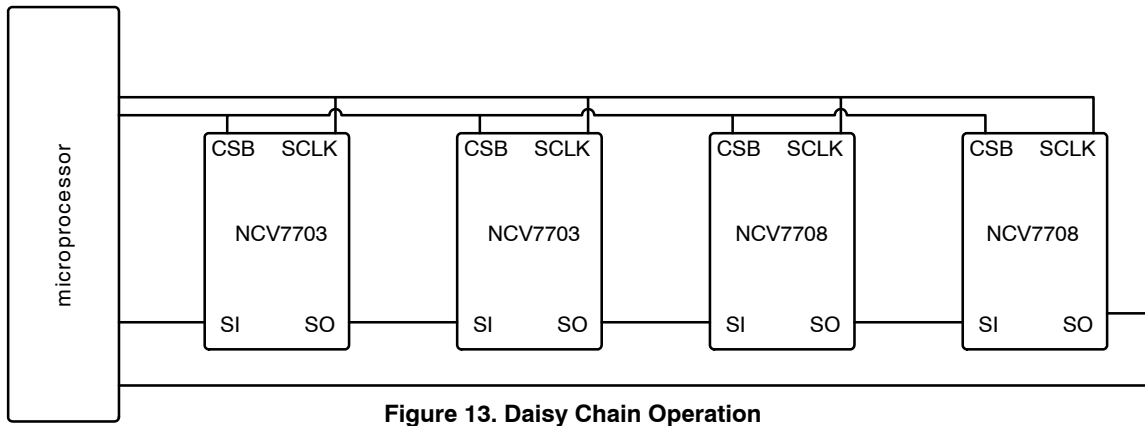 microprocessor
CSB SCLK
NCV7703
SI SO
CSB SCLK
NCV7703
SI SO
CSB SCLK
NCV7708
SI SO
CSB SCLK
NCV7708
SI SO
Figure 13. Daisy Chain Operation